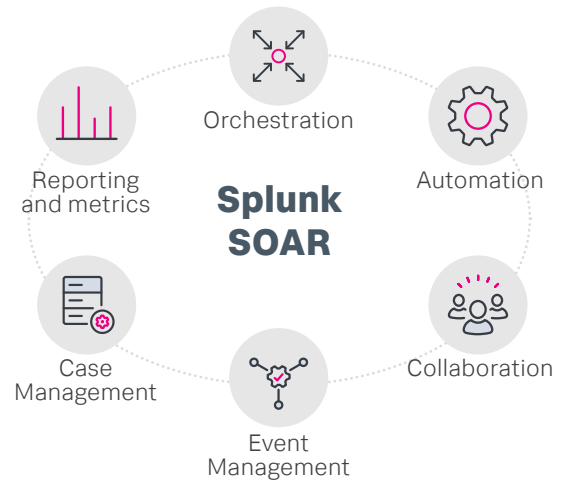 Orchestration
Reporting
and metrics
Automation
Splunk
SOAR
Case
Management
Collaboration
Event
Management